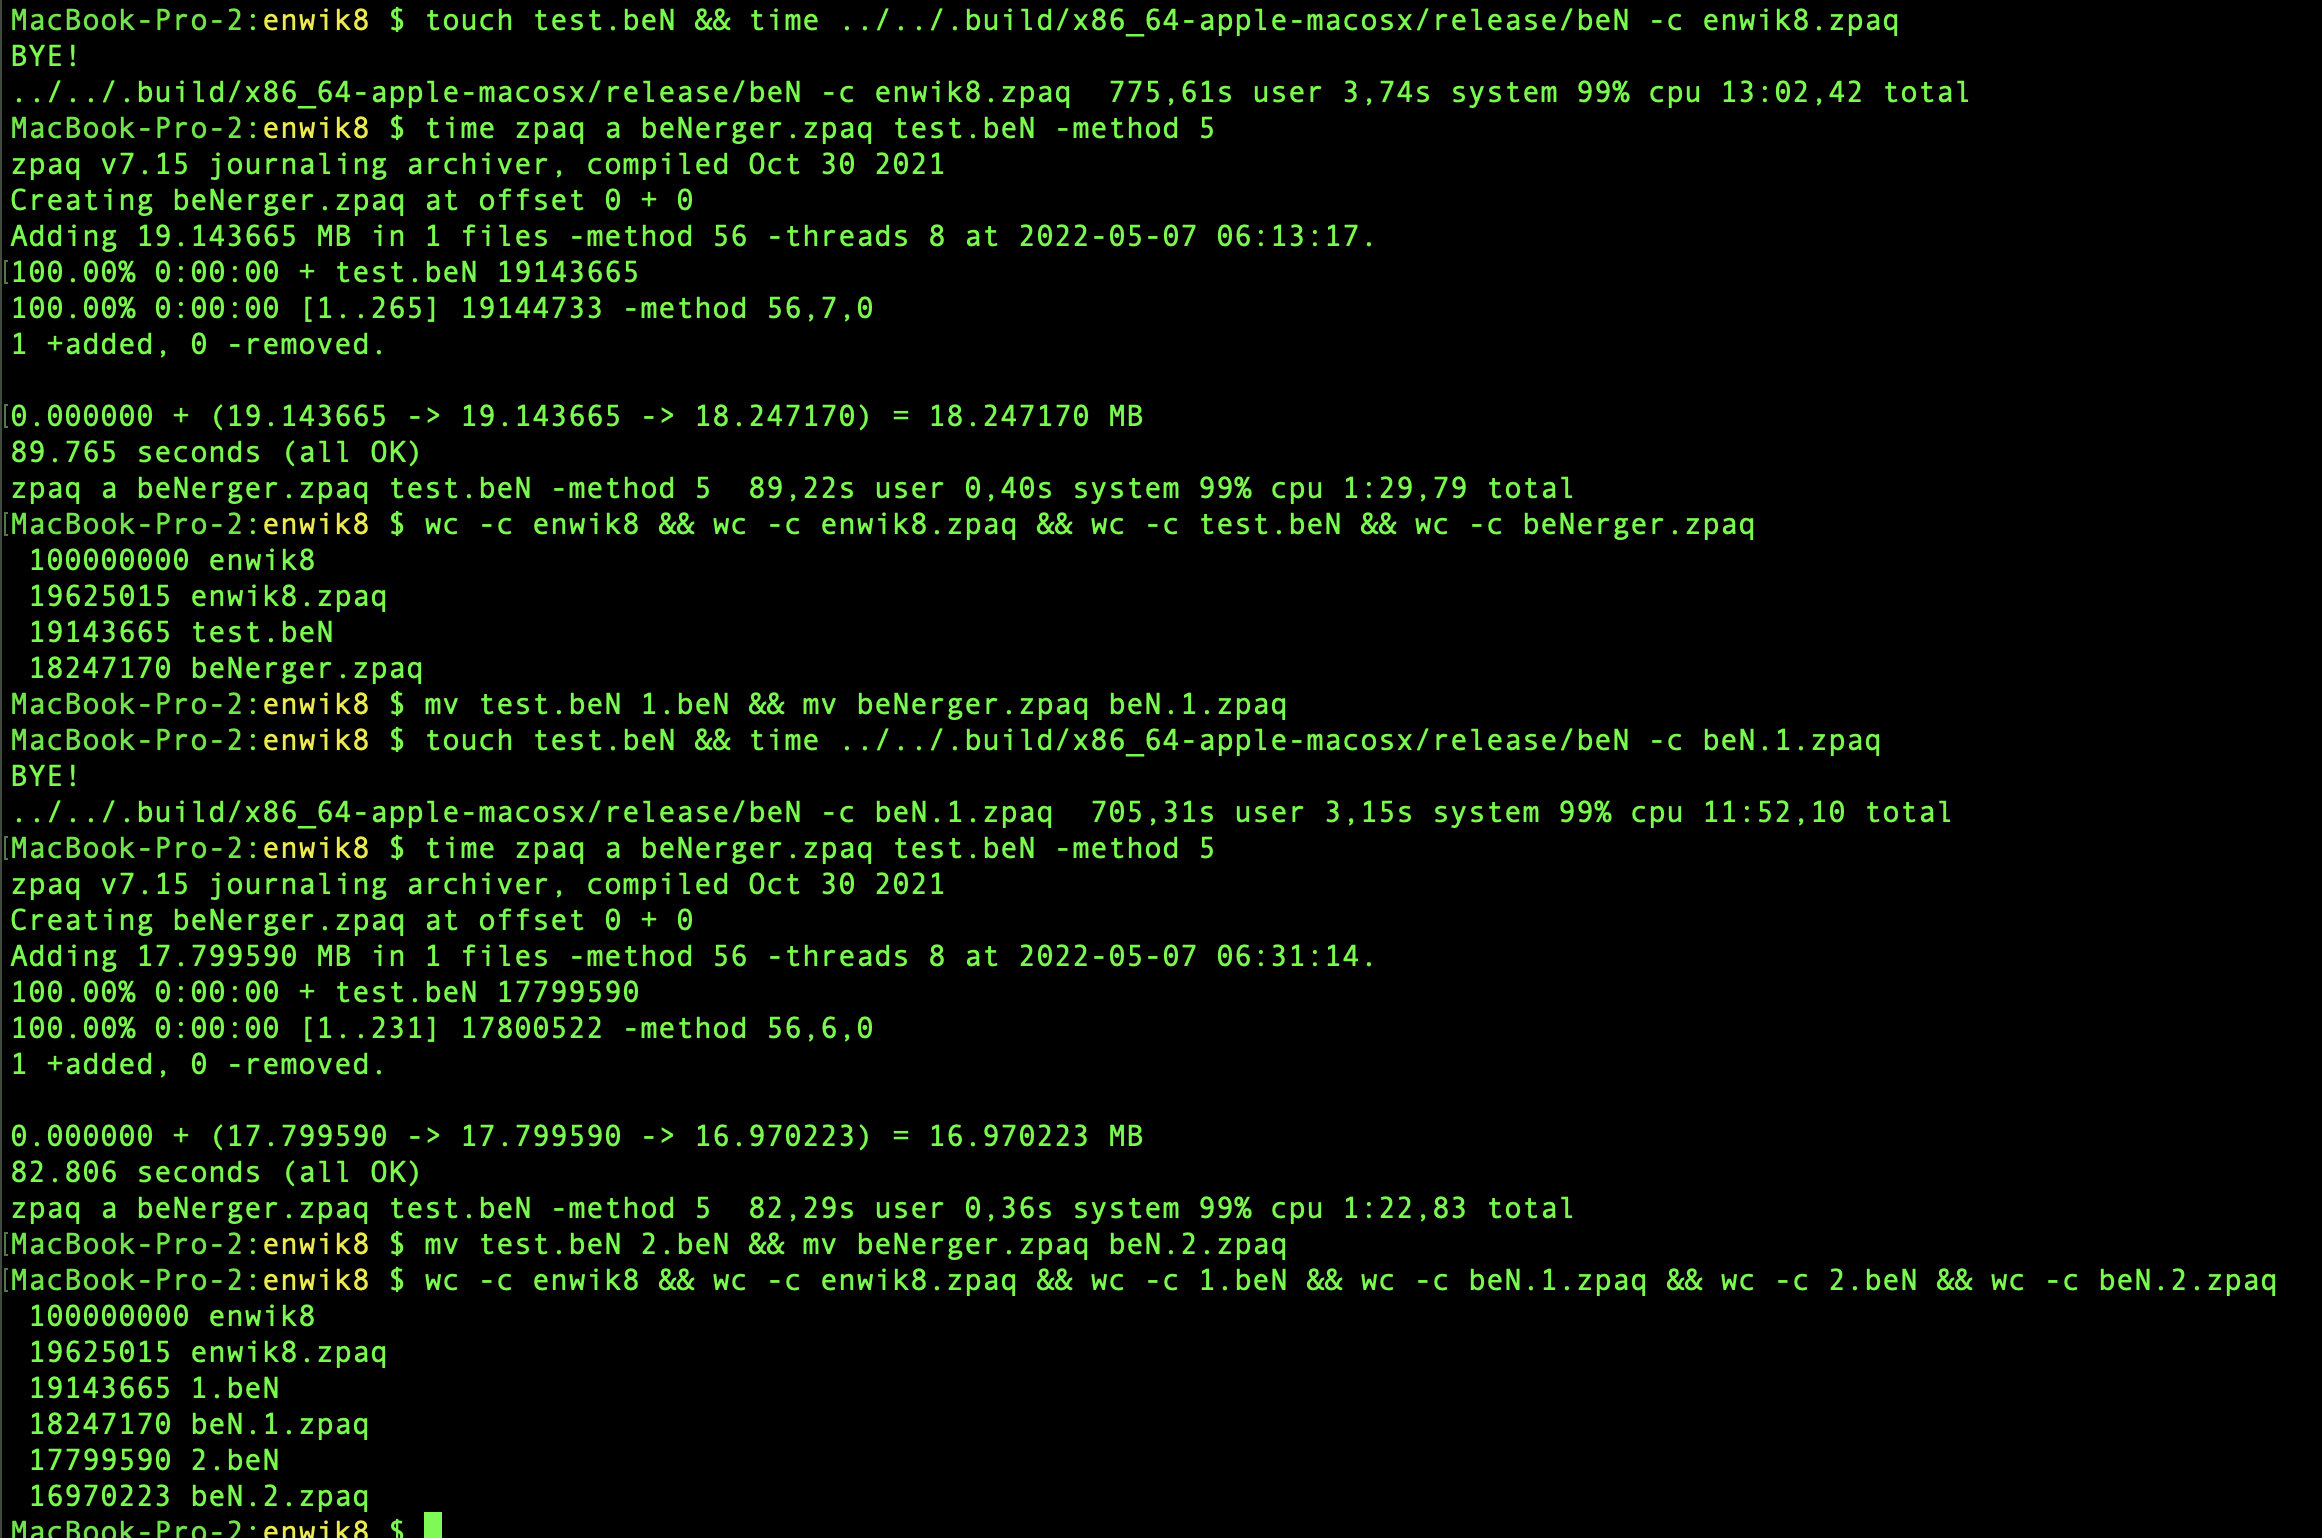 MacBook-Pro-2:enwik8 $ touch test.beN && time ../../.build/x86_64-apple-macosx/release/beN -c enwik8.zpaq
BYE!
../../.build/x86_64-apple-macosx/release/beN -c enwik8.zpaq  775,61s user 3,74s system 99% cpu 13:02,42 total
MacBook-Pro-2:enwik8 $ time zpaq a beNerger.zpaq test.beN -method 5
zpaq v7.15 journaling archiver, compiled Oct 30 2021
Creating beNerger.zpaq at offset 0 + 0
Adding 19.143665 MB in 1 files -method 56 -threads 8 at 2022-05-07 06:13:17.
[100.00% 0:00:00 + test.beN 19143665
100.00% 0:00:00 [1..265] 19144733 -method 56,7,0
1 +added, 0 -removed.

[0.000000 + (19.143665 -> 19.143665 -> 18.247170) = 18.247170 MB
89.765 seconds (all OK)
zpaq a beNerger.zpaq test.beN -method 5  89,22s user 0,40s system 99% cpu 1:29,79 total
[MacBook-Pro-2:enwik8 $ wc -c enwik8 && wc -c enwik8.zpaq && wc -c test.beN && wc -c beNerger.zpaq
 100000000 enwik8
 19625015 enwik8.zpaq
 19143665 test.beN
 18247170 beNerger.zpaq
MacBook-Pro-2:enwik8 $ mv test.beN 1.beN && mv beNerger.zpaq beN.1.zpaq
MacBook-Pro-2:enwik8 $ touch test.beN && time ../../.build/x86_64-apple-macosx/release/beN -c beN.1.zpaq
BYE!
../../.build/x86_64-apple-macosx/release/beN -c beN.1.zpaq  705,31s user 3,15s system 99% cpu 11:52,10 total
[MacBook-Pro-2:enwik8 $ time zpaq a beNerger.zpaq test.beN -method 5
zpaq v7.15 journaling archiver, compiled Oct 30 2021
Creating beNerger.zpaq at offset 0 + 0
Adding 17.799590 MB in 1 files -method 56 -threads 8 at 2022-05-07 06:31:14.
100.00% 0:00:00 + test.beN 17799590
100.00% 0:00:00 [1..231] 17800522 -method 56,6,0
1 +added, 0 -removed.

0.000000 + (17.799590 -> 17.799590 -> 16.970223) = 16.970223 MB
82.806 seconds (all OK)
zpaq a beNerger.zpaq test.beN -method 5  82,29s user 0,36s system 99% cpu 1:22,83 total
[MacBook-Pro-2:enwik8 $ mv test.beN 2.beN && mv beNerger.zpaq beN.2.zpaq
[MacBook-Pro-2:enwik8 $ wc -c enwik8 && wc -c enwik8.zpaq && wc -c 1.beN && wc -c beN.1.zpaq && wc -c 2.beN && wc -c beN.2.zpaq
 100000000 enwik8
 19625015 enwik8.zpaq
 19143665 1.beN
 18247170 beN.1.zpaq
 17799590 2.beN
 16970223 beN.2.zpaq
MacBook-Pro-2:enwik8 $